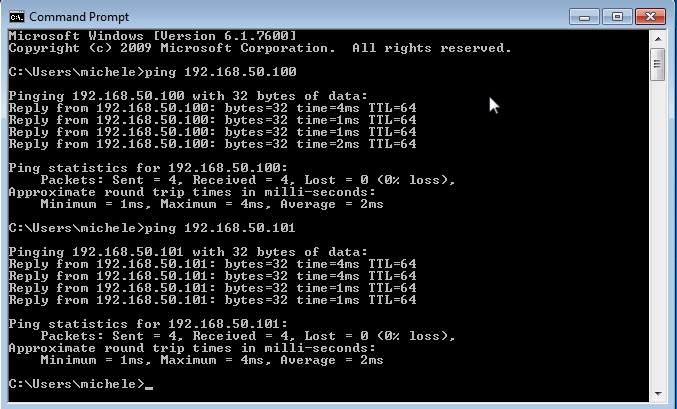 Command Prompt
Microsoft Windows [Version 6.1.7600]
Copyright (c) 2009 Microsoft Corporation.  All rights reserved.
C:\Users\michele>ping 192.168.50.100
Pinging 192.168.50.100 with 32 bytes of data:
Reply from 192.168.50.100: bytes=32 time=4ms TTL=64
Reply from 192.168.50.100: bytes=32 time=1ms TTL=64
Reply from 192.168.50.100: bytes=32 time=1ms TTL=64
Reply from 192.168.50.100: bytes=32 time=2ms TTL=64
Ping statistics for 192.168.50.100:
    Packets: Sent = 4, Received = 4, Lost = 0 (0% loss),
Approximate round trip times in milli-seconds:
    Minimum = 1ms, Maximum = 4ms, Average = 2ms
C:\Users\michele>ping 192.168.50.101
Pinging 192.168.50.101 with 32 bytes of data:
Reply from 192.168.50.101: bytes=32 time=4ms TTL=64
Reply from 192.168.50.101: bytes=32 time=4ms TTL=64
Reply from 192.168.50.101: bytes=32 time=1ms TTL=64
Reply from 192.168.50.101: bytes=32 time=1ms TTL=64
Ping statistics for 192.168.50.101:
    Packets: Sent = 4, Received = 4, Lost = 0 (0% loss),
Approximate round trip times in milli-seconds:
    Minimum = 1ms, Maximum = 4ms, Average = 2ms
C:\Users\michele>_